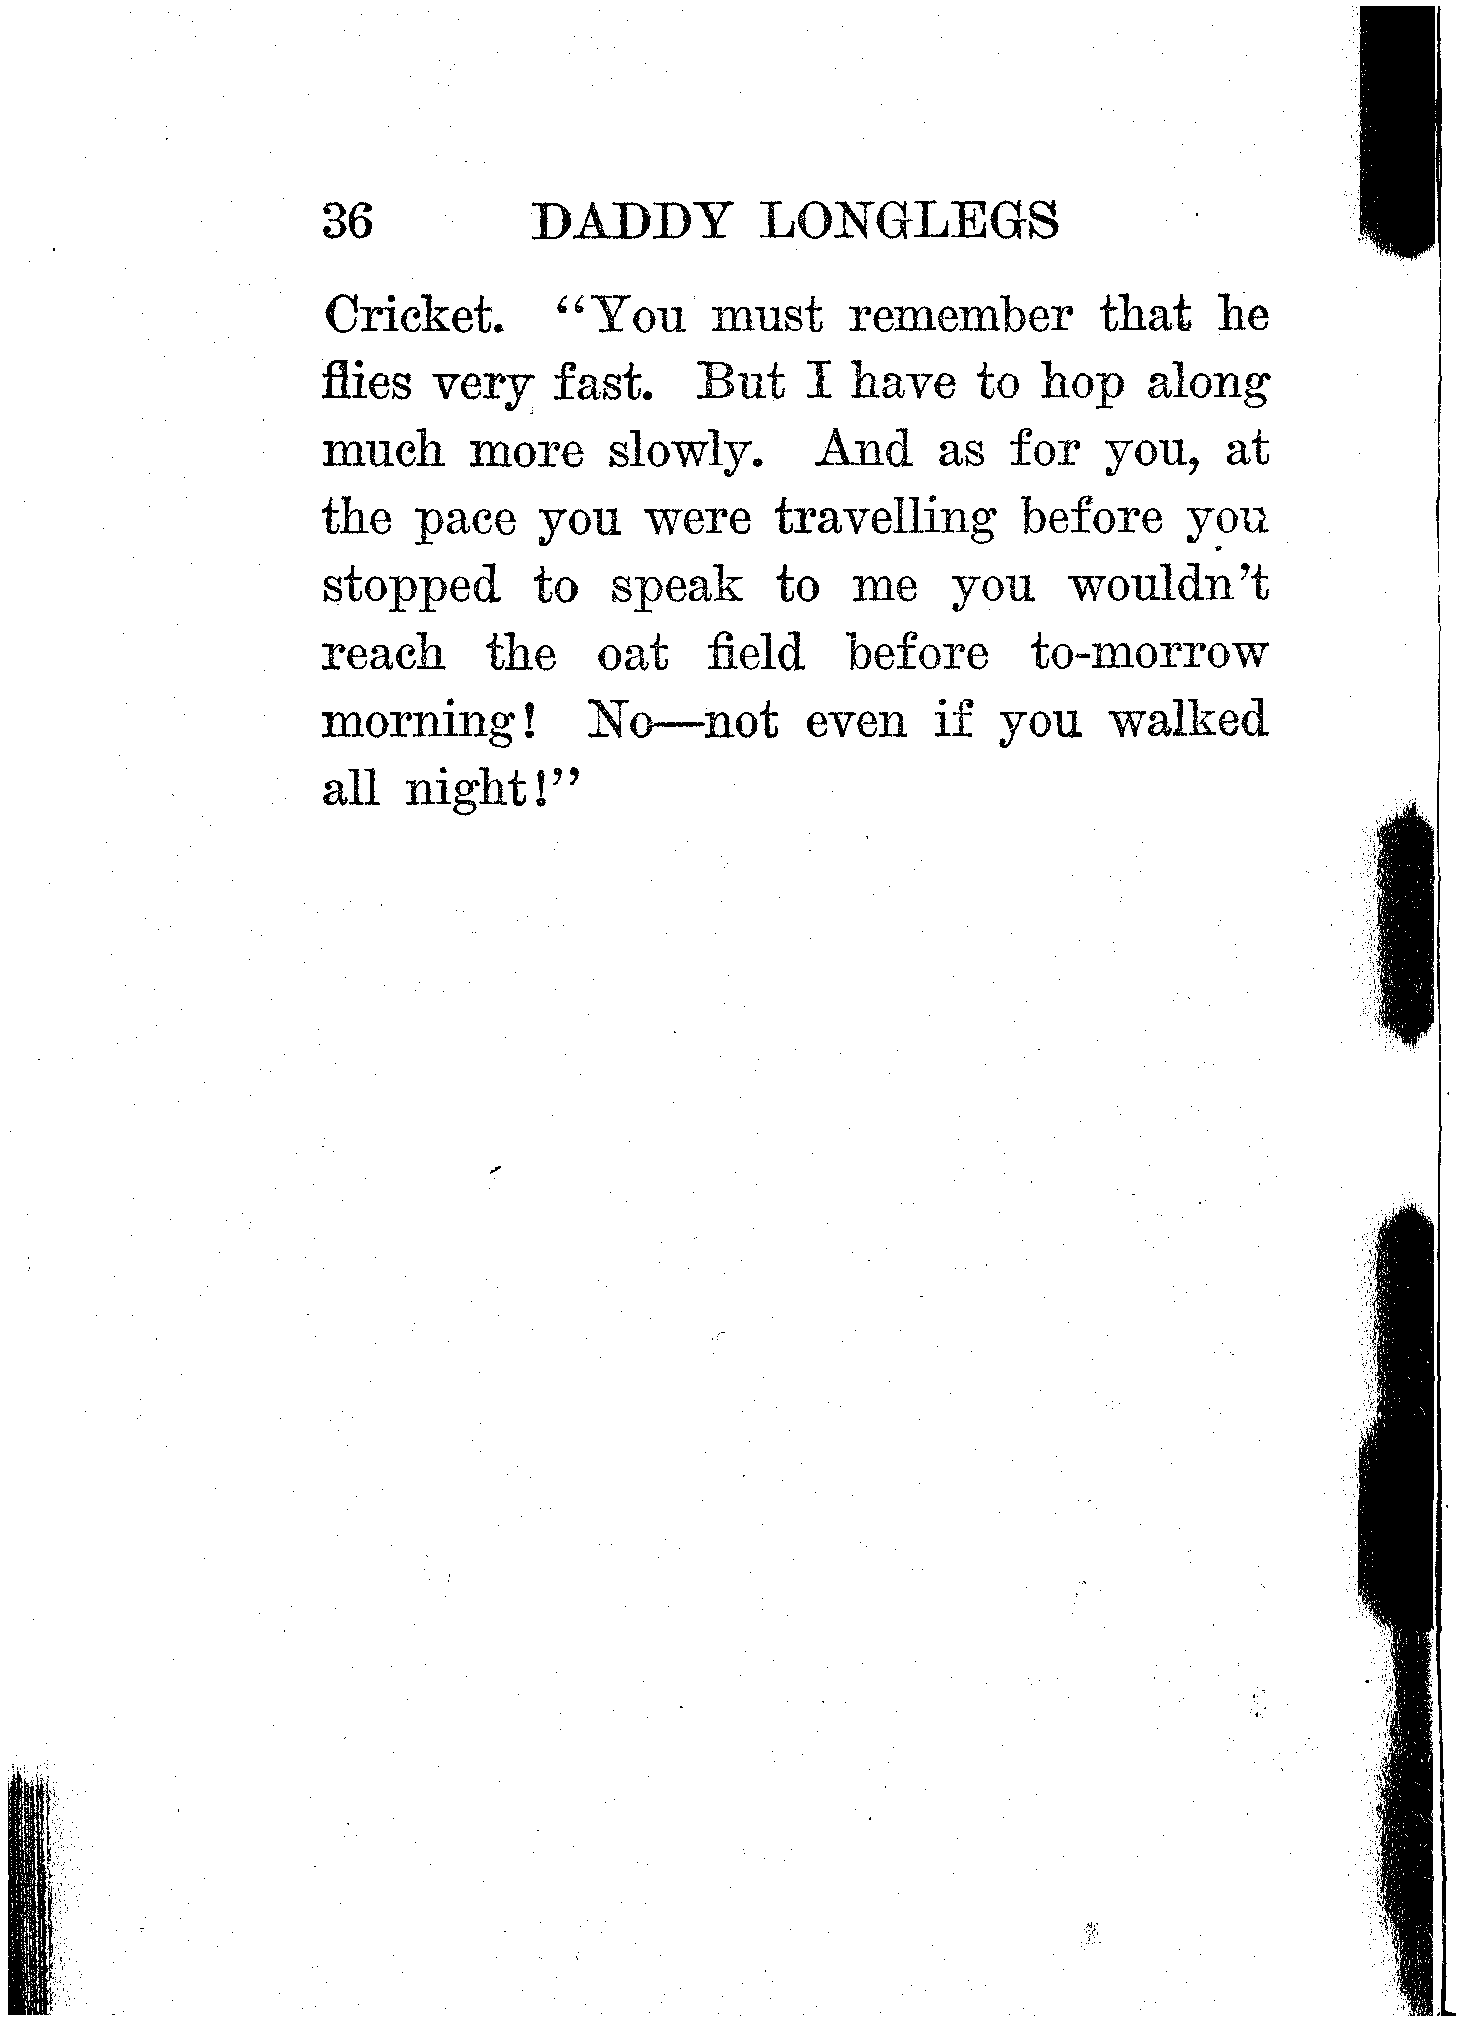 36 DADDY LONGLEGS
Cricket. “You must remember that he
flies very fast. But I have to hop along
much more slowly. And as for you, at
the pace you were travelling before you
stopped to speak to me you wouldn’t
reach the oat field before to-morrow
morning! No—not even if you walked
all night!”